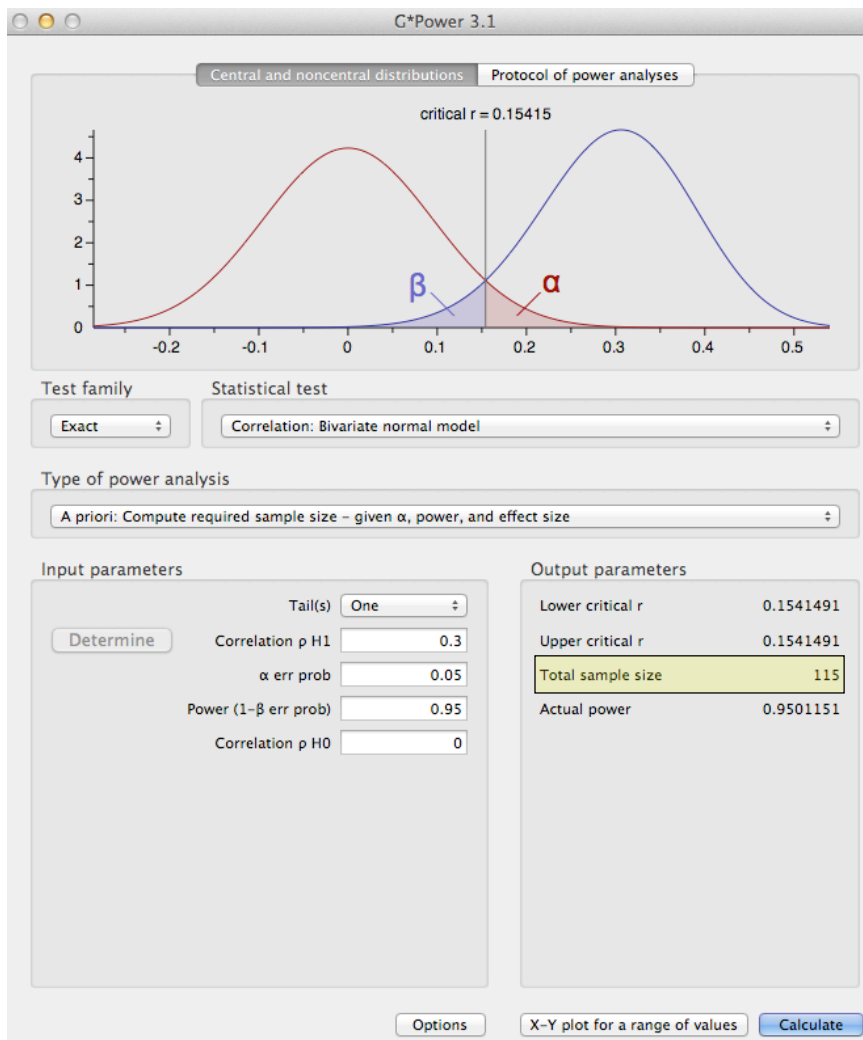 G*Power 3.1
Central and noncentral distributions Protocol of power analyses
critical r = 0.15415
4
3
2
1
0
β α
-0.2 -0.1 0 0.1 0.2 0.3 0.4 0.5
Test family Statistical test
Exact Correlation: Bivariate normal model
Type of power analysis
A priori: Compute required sample size – given α, power, and effect size
Input parameters Output parameters
Tail(s) One Lower critical r 0.1541491
Determine Correlation ρ H1 0.3 Upper critical r 0.1541491
α err prob 0.05 Total sample size 115
Power (1–β err prob) 0.95 Actual power 0.9501151
Correlation ρ H0 0
Options X–Y plot for a range of values Calculate